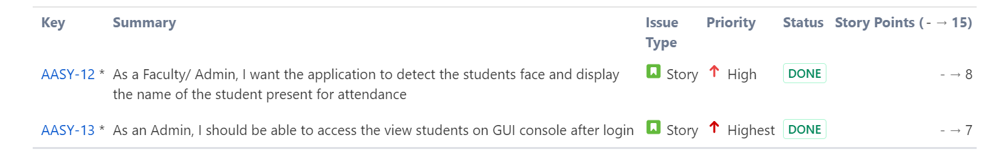 Key Summary Issue Type Priority Status Story Points (- → 15)
AASY-12 * As a Faculty/ Admin, I want the application to detect the students face and display Story High DONE - → 8
the name of the student present for attendance
AASY-13 * As an Admin, I should be able to access the view students on GUI console after login Story Highest DONE - → 7